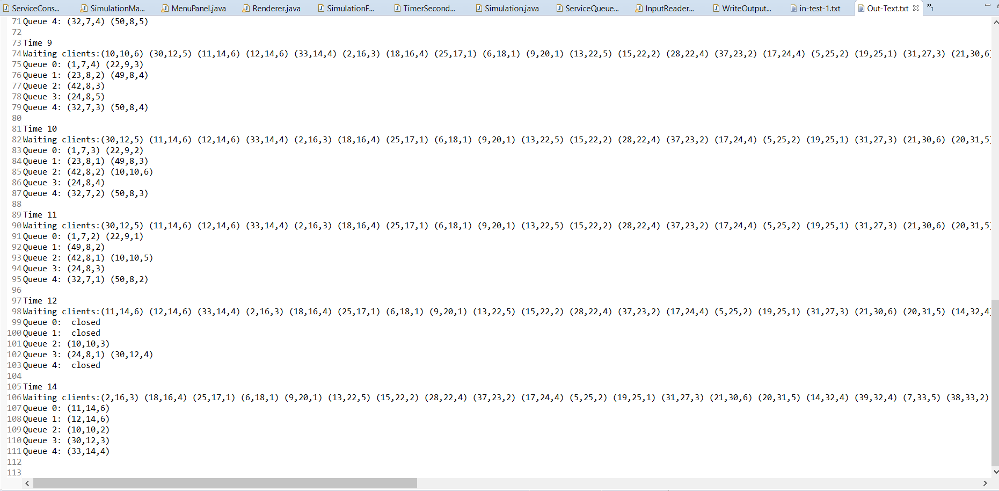 ServiceCons... SimulationMa... MenuPanel.java Renderer.java SimulationF... TimerSecond... Simulation.java ServiceQueue... InputReader... WriteOutput... in-test-1.txt Out-Text.txt »1
71 Queue 4: (32,7,4) (50,8,5)
72
73 Time 9
74 Waiting clients:(10,10,6) (30,12,5) (11,14,6) (12,14,6) (33,14,4) (2,16,3) (18,16,4) (25,17,1) (6,18,1) (9,20,1) (13,22,5) (15,22,2) (28,22,4) (37,23,2) (17,24,4) (5,25,2) (19,25,1) (31,27,3) (21,30,6)
75 Queue 0: (1,7,4) (22,9,3)
76 Queue 1: (23,8,2) (49,8,4)
77 Queue 2: (42,8,3)
78 Queue 3: (24,8,5)
79 Queue 4: (32,7,3) (50,8,4)
80
81 Time 10
82 Waiting clients:(30,12,5) (11,14,6) (12,14,6) (33,14,4) (2,16,3) (18,16,4) (25,17,1) (6,18,1) (9,20,1) (13,22,5) (15,22,2) (28,22,4) (37,23,2) (17,24,4) (5,25,2) (19,25,1) (31,27,3) (21,30,6) (20,31,5)
83 Queue 0: (1,7,3) (22,9,2)
84 Queue 1: (23,8,1) (49,8,3)
85 Queue 2: (42,8,2) (10,10,6)
86 Queue 3: (24,8,4)
87 Queue 4: (32,7,2) (50,8,3)
88
89 Time 11
90 Waiting clients:(30,12,5) (11,14,6) (12,14,6) (33,14,4) (2,16,3) (18,16,4) (25,17,1) (6,18,1) (9,20,1) (13,22,5) (15,22,2) (28,22,4) (37,23,2) (17,24,4) (5,25,2) (19,25,1) (31,27,3) (21,30,6) (20,31,5)
91 Queue 0: (1,7,2) (22,9,1)
92 Queue 1: (49,8,2)
93 Queue 2: (42,8,1) (10,10,5)
94 Queue 3: (24,8,3)
95 Queue 4: (32,7,1) (50,8,2)
96
97 Time 12
98 Waiting clients:(11,14,6) (12,14,6) (33,14,4) (2,16,3) (18,16,4) (25,17,1) (6,18,1) (9,20,1) (13,22,5) (15,22,2) (28,22,4) (37,23,2) (17,24,4) (5,25,2) (19,25,1) (31,27,3) (21,30,6) (20,31,5) (14,32,4)
99 Queue 0:  closed
100 Queue 1:  closed
101 Queue 2: (10,10,3)
102 Queue 3: (24,8,1) (30,12,4)
103 Queue 4:  closed
104
105 Time 14
106 Waiting clients:(2,16,3) (18,16,4) (25,17,1) (6,18,1) (9,20,1) (13,22,5) (15,22,2) (28,22,4) (37,23,2) (17,24,4) (5,25,2) (19,25,1) (31,27,3) (21,30,6) (20,31,5) (14,32,4) (39,32,4) (7,33,5) (38,33,2)
107 Queue 0: (11,14,6)
108 Queue 1: (12,14,6)
109 Queue 2: (10,10,2)
110 Queue 3: (30,12,3)
111 Queue 4: (33,14,4)
112
113